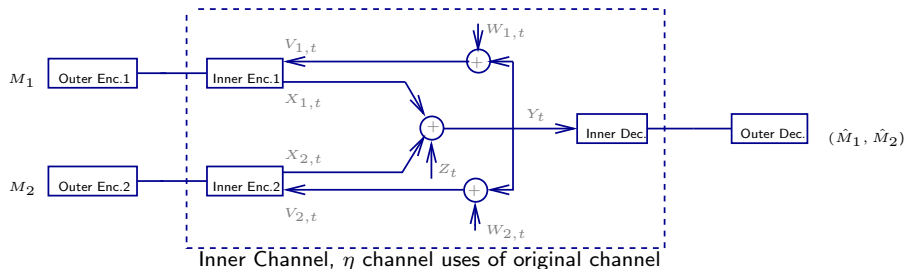 W_{1,t}
V_{1,t}
+
M_1
Outer Enc.1
Inner Enc.1
X_{1,t}
Y_t
+
Inner Dec.
Outer Dec.
(\hat{M}_1, \hat{M}_2)
X_{2,t}
Z_t
M_2
Outer Enc.2
Inner Enc.2
+
V_{2,t}
W_{2,t}
Inner Channel, η channel uses of original channel